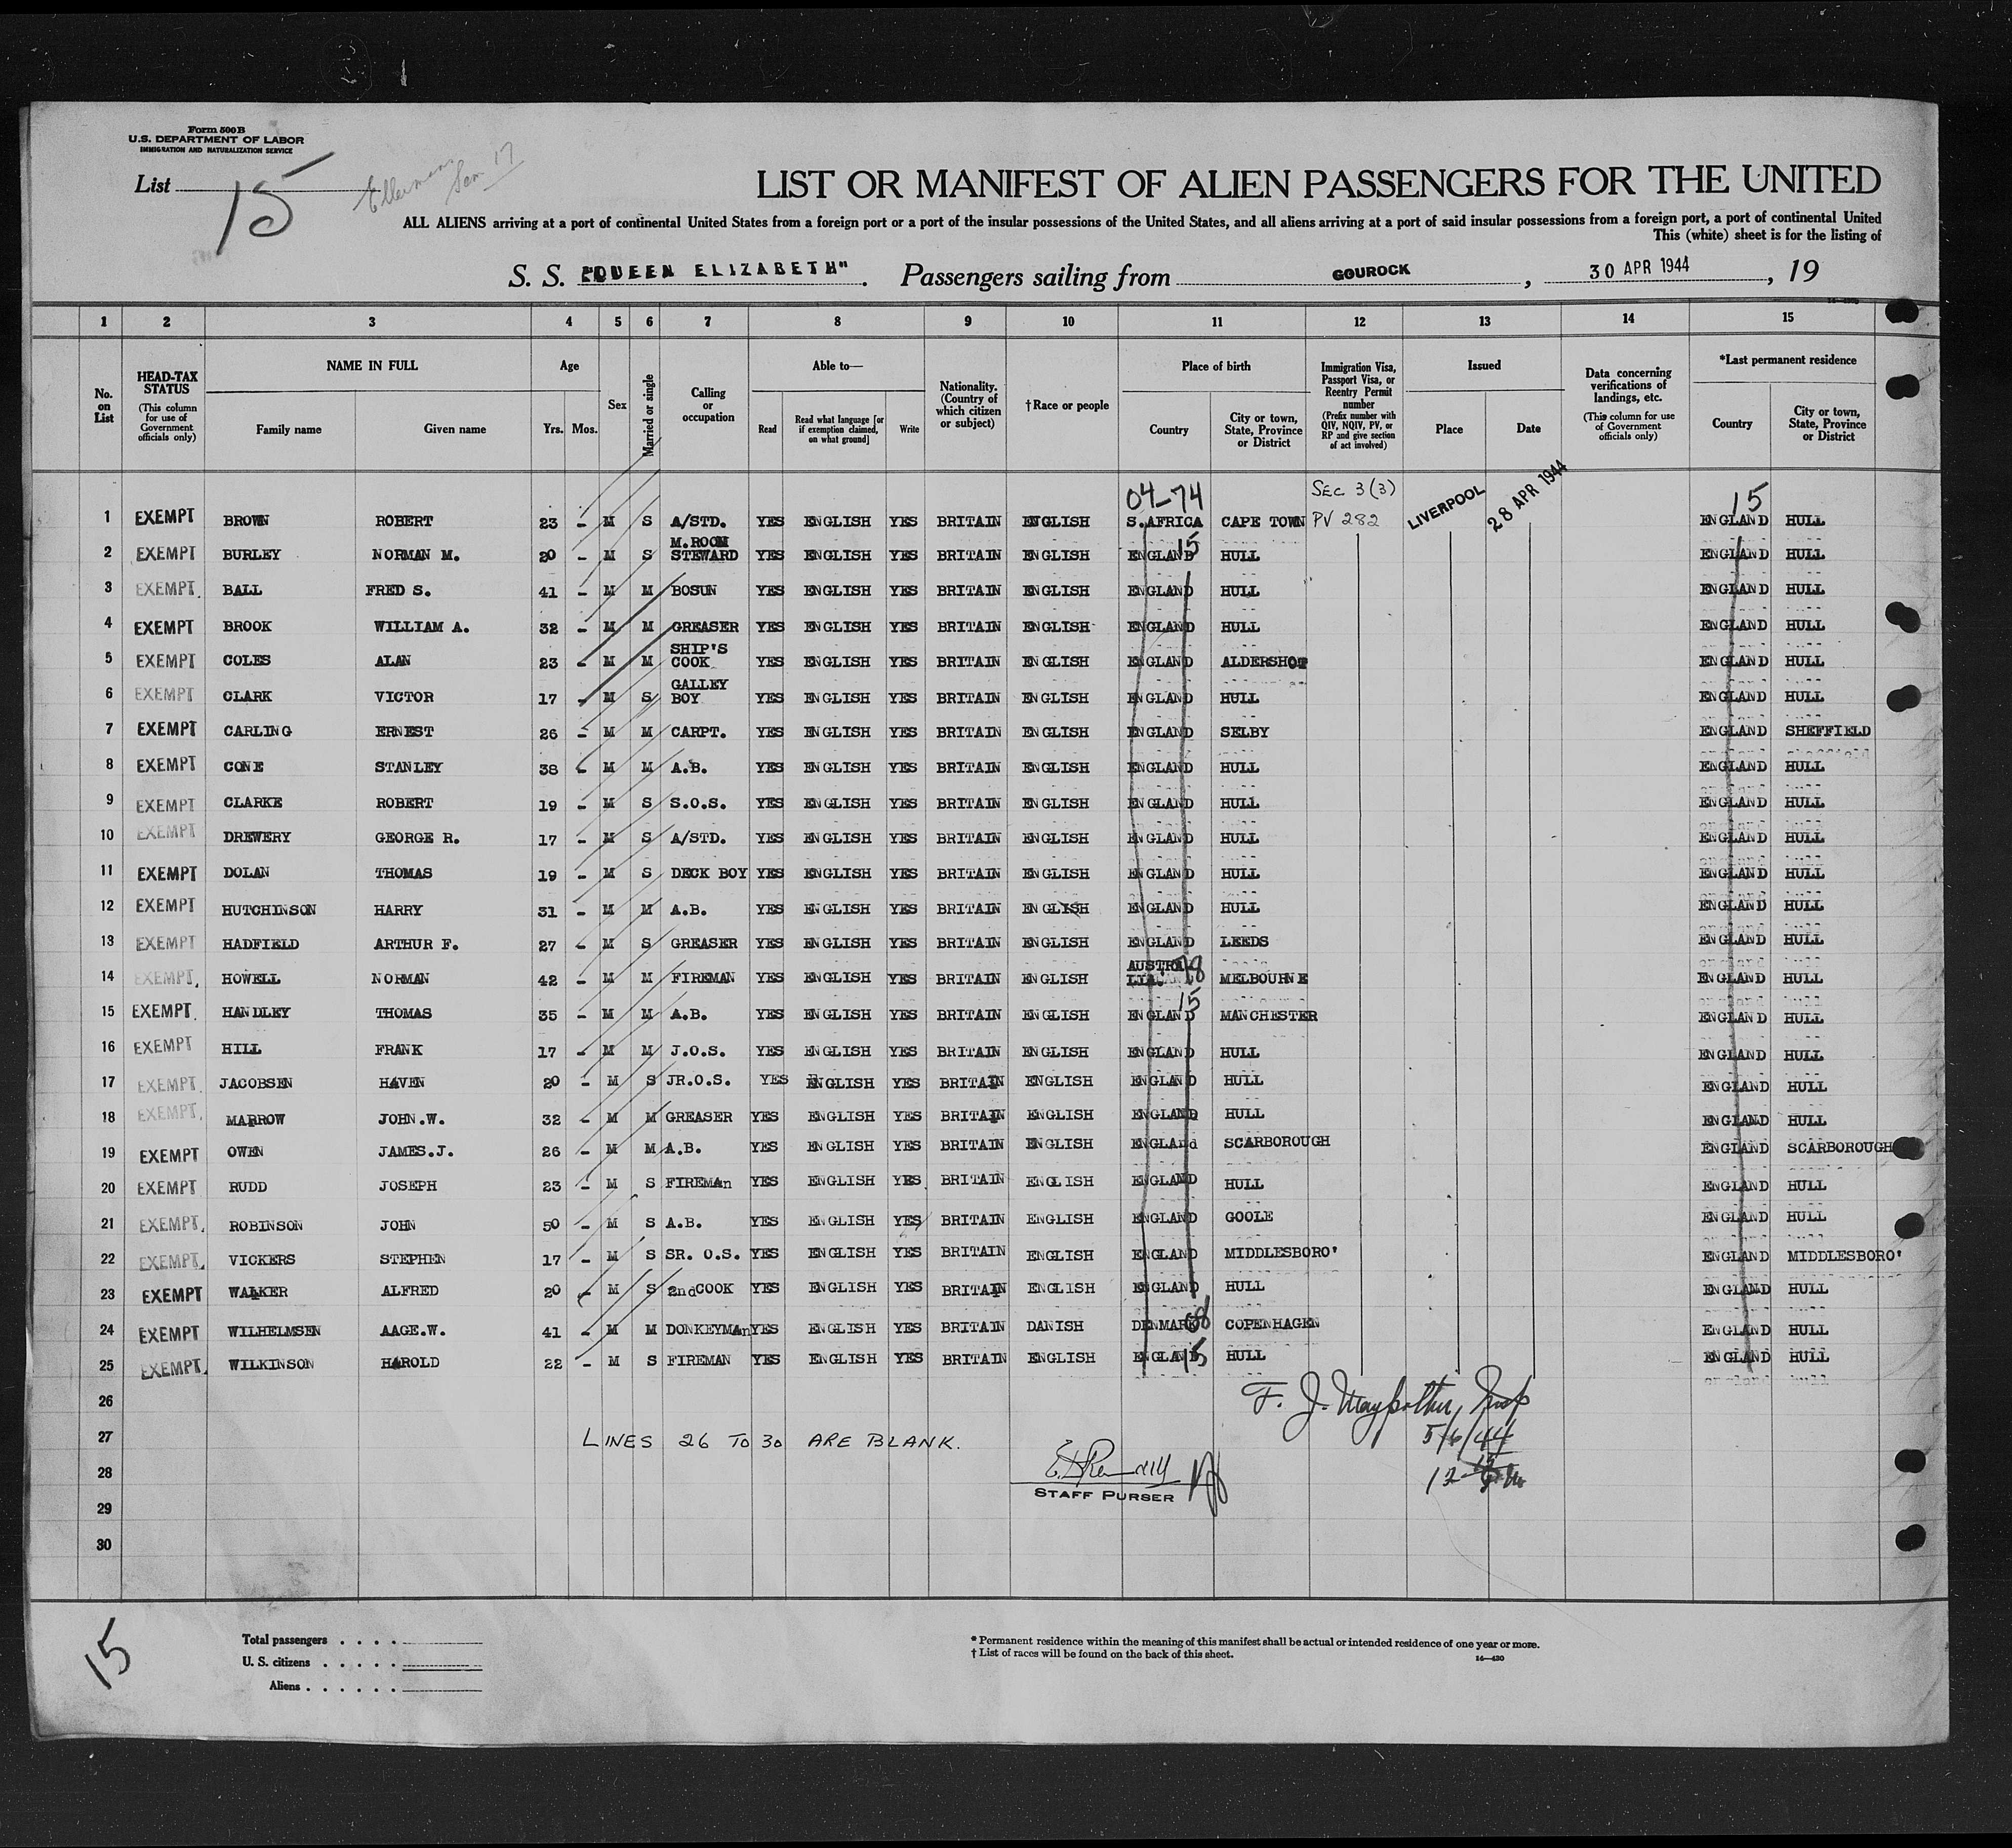 Form 500 B
U.S. DEPARTMENT OF LABOR
IMMIGRATION AND NATURALIZATION SERVICE
List 15
LIST OR MANIFEST OF ALIEN PASSENGERS FOR THE UNITED
ALL ALIENS arriving at a port of continental United States from a foreign port or a port of the insular possessions of the United States, and all aliens arriving at a port of said insular possessions from a foreign port, a port of continental United
This (white) sheet is for the listing of
S. S. "QUEEN ELIZABETH". Passengers sailing from GOUROCK, 30 APR 1944, 19
1 2 3 4 5 6 7 8 9 10 11 12 13 14 15
No. on List
HEAD-TAX STATUS (This column for use of Government officials only)
NAME IN FULL Family name Given name
Age Yrs. Mos.
Sex
Married or single
Calling or occupation
Able to— Read Read what language [or if exemption claimed, on what ground] Write
Nationality. (Country of which citizen or subject)
†Race or people
Place of birth Country City or town, State, Province or District
Immigration Visa, Passport Visa, or Reentry Permit number (Prefix number with QIV, NQIV, PV, or RP and give section of act involved)
Issued Place Date
Data concerning verifications of landings, etc. (This column for use of Government officials only)
*Last permanent residence Country City or town, State, Province or District
04-74 SEC 3(3) 15
1 EXEMPT BROWN ROBERT 23 - M S A/STD. YES ENGLISH YES BRITAIN ENGLISH S.AFRICA CAPE TOWN PV 282 LIVERPOOL 28 APR 1944 ENGLAND HULL
2 EXEMPT BURLEY NORMAN M. 20 - M S M.ROOM STEWARD YES ENGLISH YES BRITAIN ENGLISH ENGLAND 15 HULL ENGLAND HULL
3 EXEMPT. BALL FRED S. 41 - M M BOSUN YES ENGLISH YES BRITAIN ENGLISH ENGLAND HULL ENGLAND HULL
4 EXEMPT BROOK WILLIAM A. 32 - M M GREASER YES ENGLISH YES BRITAIN ENGLISH ENGLAND HULL ENGLAND HULL
5 EXEMPT COLES ALAN 23 - M M SHIP'S COOK YES ENGLISH YES BRITAIN ENGLISH ENGLAND ALDERSHOT ENGLAND HULL
6 EXEMPT CLARK VICTOR 17 - M S GALLEY BOY YES ENGLISH YES BRITAIN ENGLISH ENGLAND HULL ENGLAND HULL
7 EXEMPT CARLING ERNEST 26 - M M CARPT. YES ENGLISH YES BRITAIN ENGLISH ENGLAND SELBY ENGLAND SHEFFIELD
8 EXEMPT CONE STANLEY 38 - M M A.B. YES ENGLISH YES BRITAIN ENGLISH ENGLAND HULL ENGLAND HULL
9 EXEMPT CLARKE ROBERT 19 - M S S.O.S. YES ENGLISH YES BRITAIN ENGLISH ENGLAND HULL ENGLAND HULL
10 EXEMPT DREWERY GEORGE R. 17 - M S A/STD. YES ENGLISH YES BRITAIN ENGLISH ENGLAND HULL ENGLAND HULL
11 EXEMPT DOLAN THOMAS 19 - M S DECK BOY YES ENGLISH YES BRITAIN ENGLISH ENGLAND HULL ENGLAND HULL
12 EXEMPT HUTCHINSON HARRY 31 - M M A.B. YES ENGLISH YES BRITAIN ENGLISH ENGLAND HULL ENGLAND HULL
13 EXEMPT HADFIELD ARTHUR F. 27 - M S GREASER YES ENGLISH YES BRITAIN ENGLISH ENGLAND LEEDS ENGLAND HULL
14 EXEMPT. HOWELL NORMAN 42 - M M FIREMAN YES ENGLISH YES BRITAIN ENGLISH AUSTRALIA. MELBOURNE ENGLAND HULL
15 EXEMPT. HANDLEY THOMAS 35 - M M A.B. YES ENGLISH YES BRITAIN ENGLISH ENGLAND 15 MANCHESTER ENGLAND HULL
16 EXEMPT HILL FRANK 17 - M M J.O.S. YES ENGLISH YES BRITAIN ENGLISH ENGLAND HULL ENGLAND HULL
17 EXEMPT. JACOBSEN HAVEN 20 - M S JR.O.S. YES ENGLISH YES BRITAIN ENGLISH ENGLAND HULL ENGLAND HULL
18 EXEMPT. MARROW JOHN.W. 32 - M M GREASER YES ENGLISH YES BRITAIN ENGLISH ENGLAND HULL ENGLAND HULL
19 EXEMPT OWEN JAMES.J. 26 - M M A.B. YES ENGLISH YES BRITAIN ENGLISH ENGLAnd SCARBOROUGH ENGLAND SCARBOROUGH
20 EXEMPT RUDD JOSEPH 23 - M S FIREMAn YES ENGLISH YES BRITAIN ENGLISH ENGLAND HULL ENGLAND HULL
21 EXEMPT. ROBINSON JOHN 50 - M S A.B. YES ENGLISH YES BRITAIN ENGLISH ENGLAND GOOLE ENGLAND HULL
22 EXEMPT. VICKERS STEPHEN 17 - M S SR. O.S. YES ENGLISH YES BRITAIN ENGLISH ENGLAND MIDDLESBORO' ENGLAND MIDDLESBORO'
23 EXEMPT WALKER ALFRED 20 - M S 2ndCOOK YES ENGLISH YES BRITAIN ENGLISH ENGLAND HULL ENGLAND HULL
24 EXEMPT WILHELMSEN AAGE.W. 41 - M M DONKEYMAn YES ENGLISH YES BRITAIN DANISH DENMARK 08 COPENHAGEN ENGLAND HULL
25 EXEMPT. WILKINSON HAROLD 22 - M S FIREMAN YES ENGLISH YES BRITAIN ENGLISH ENGLAND 15 HULL ENGLAND HULL
26
27 LINES 26 TO 30 ARE BLANK. 5/6/44
28
STAFF PURSER
29
30
15
Total passengers . . . .
U. S. citizens . . . . .
Aliens . . . . . .
* Permanent residence within the meaning of this manifest shall be actual or intended residence of one year or more.
† List of races will be found on the back of this sheet.
14—430